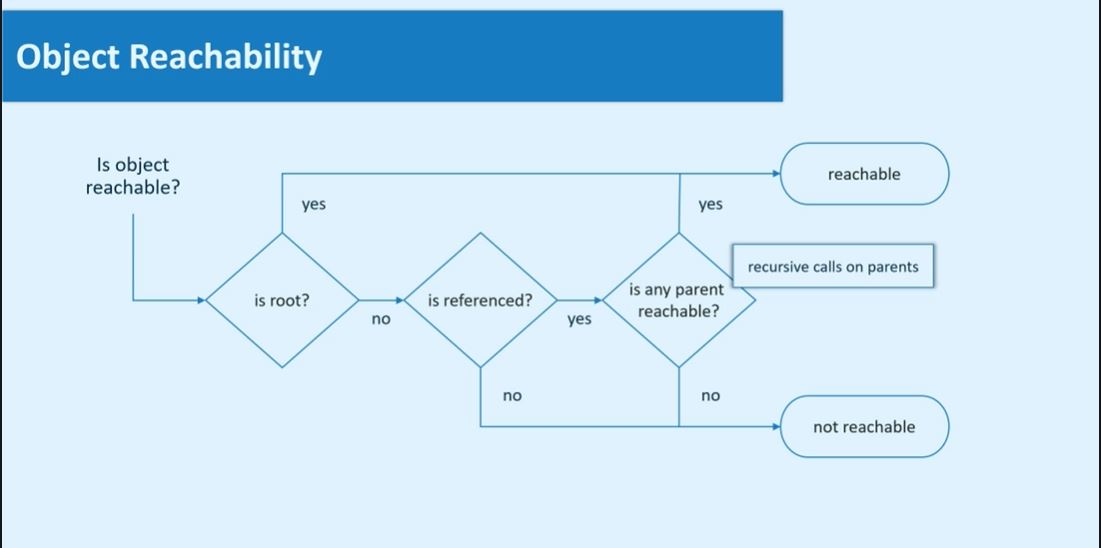 Object Reachability
Is object
reachable?
reachable
yes
yes
recursive calls on parents
is root?
is referenced?
is any parent
reachable?
no
yes
no
no
not reachable